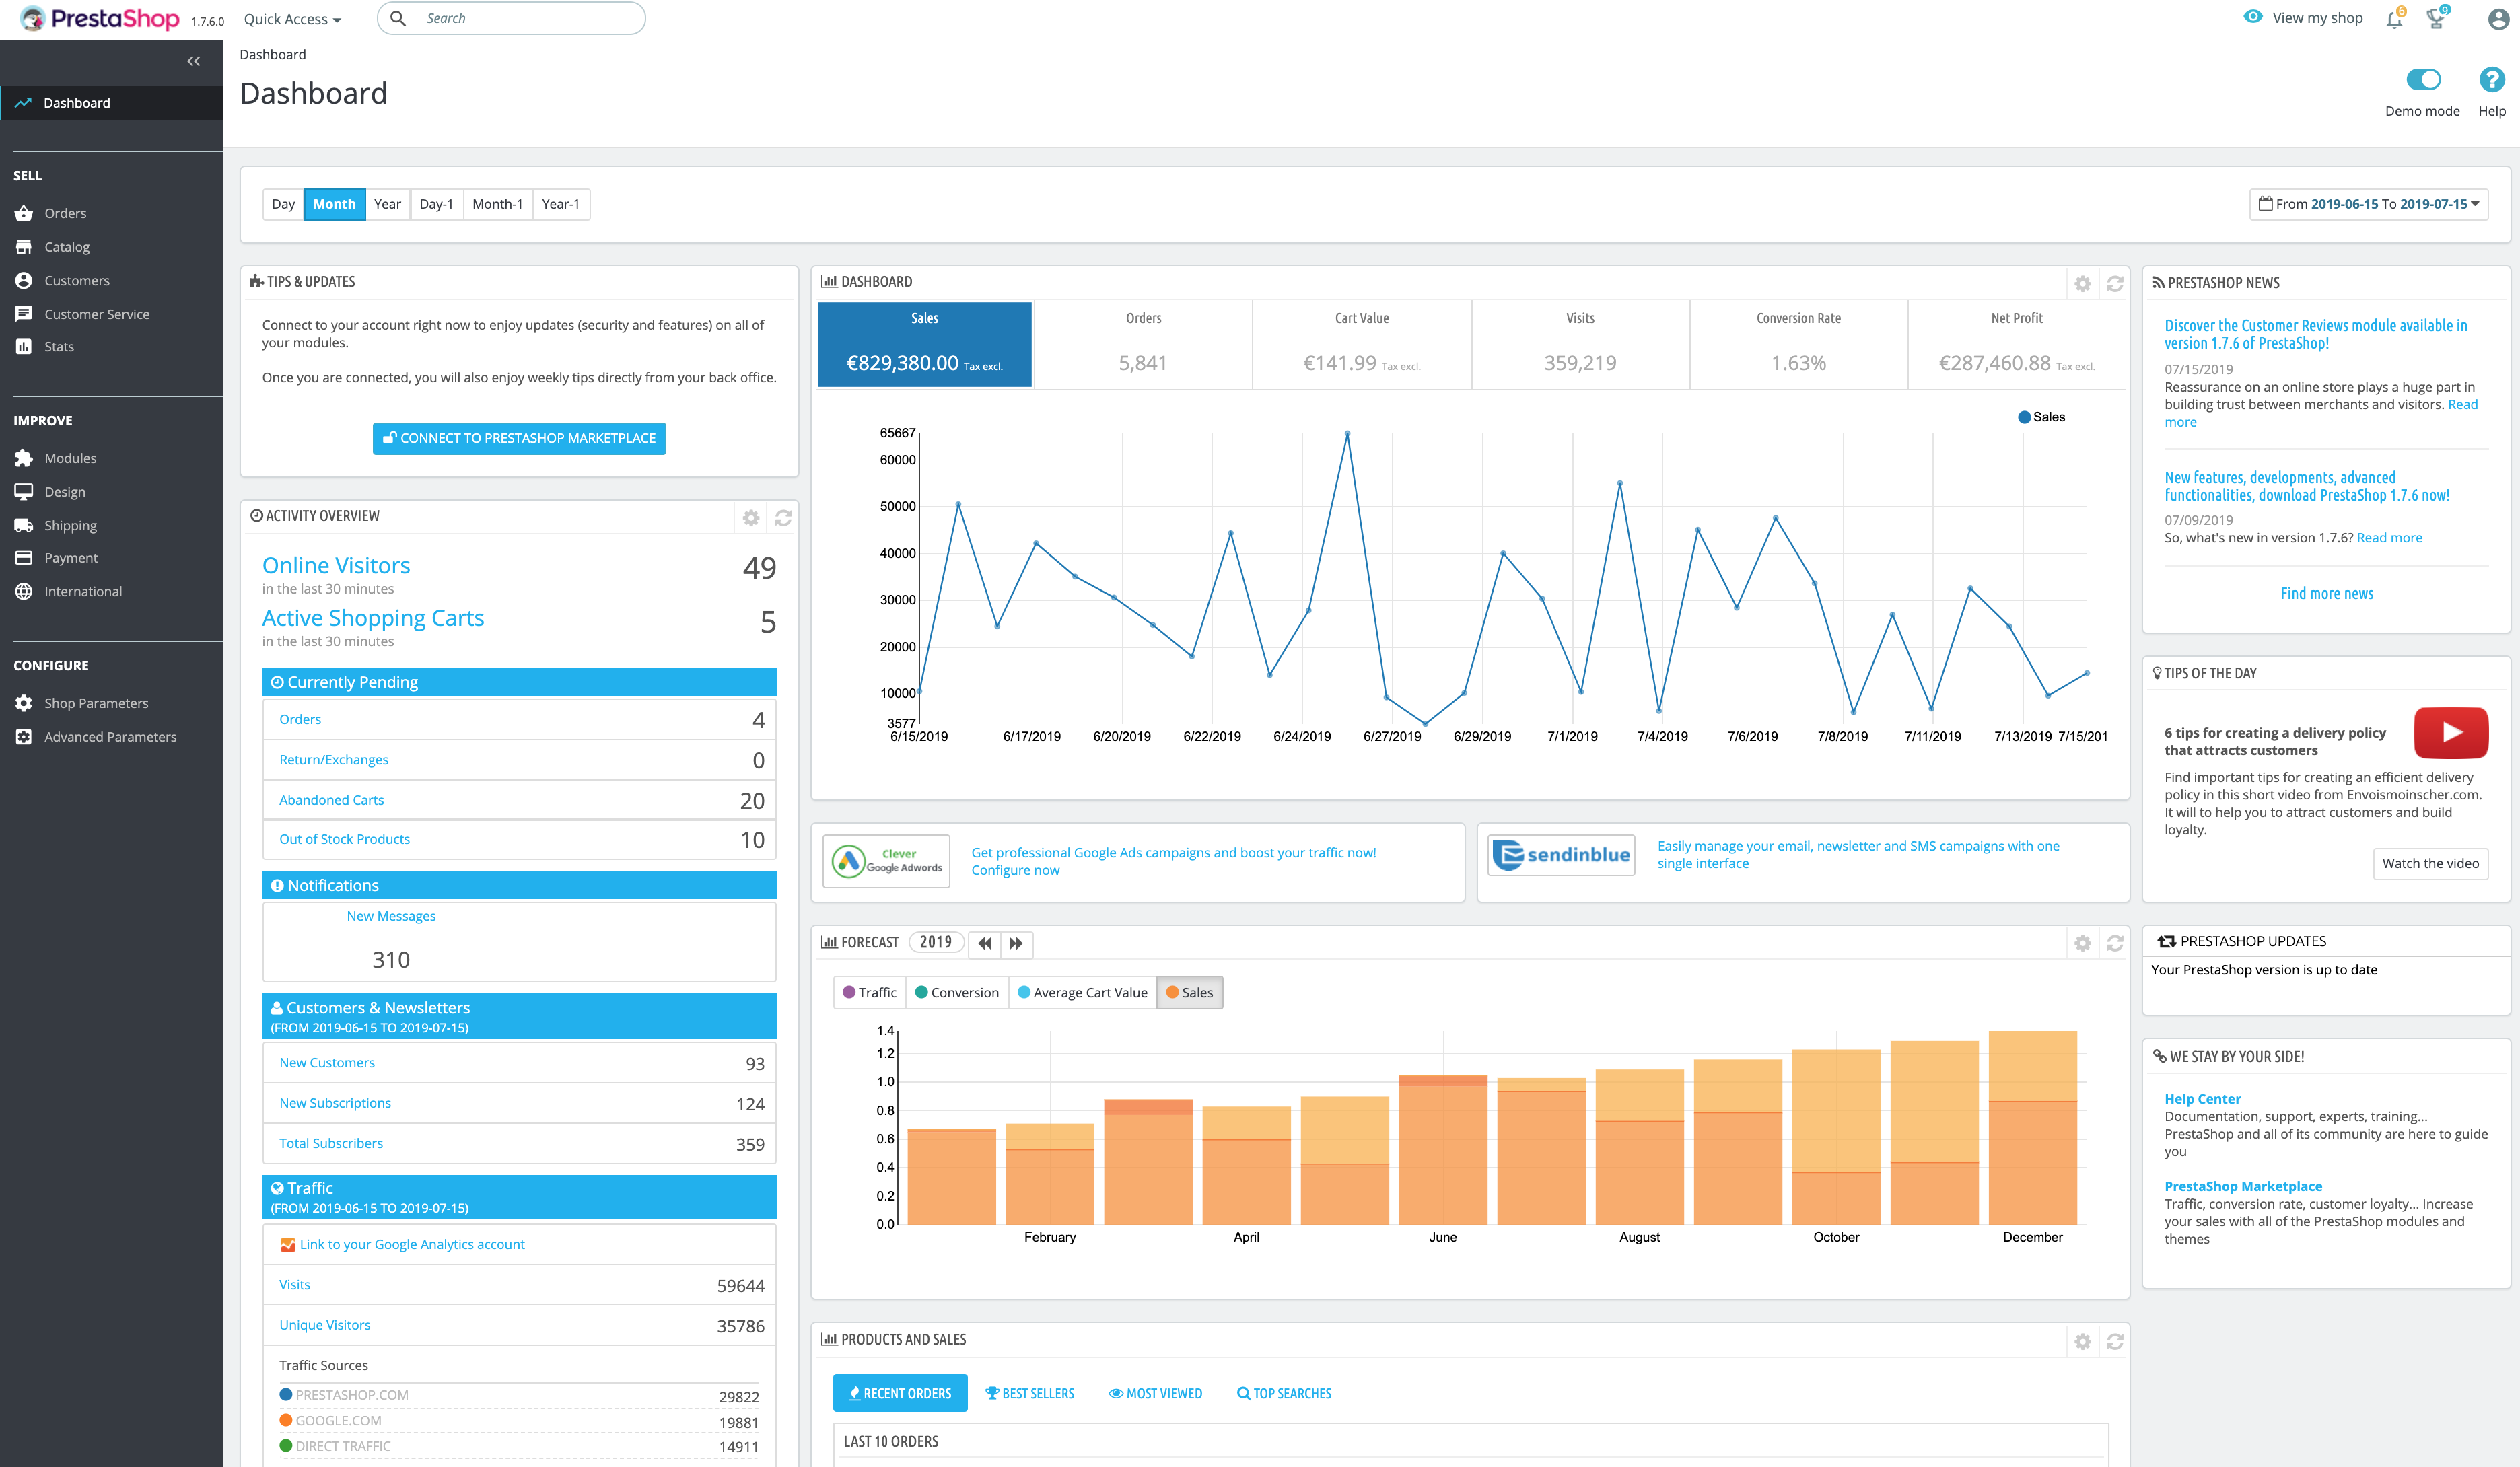 PrestaShop 1.7.6.0 Quick Access Search View my shop 6 9
Dashboard
Dashboard
Demo mode Help
Dashboard
SELL
Orders
Catalog
Customers
Customer Service
Stats
IMPROVE
Modules
Design
Shipping
Payment
International
CONFIGURE
Shop Parameters
Advanced Parameters
Day Month Year Day-1 Month-1 Year-1 From 2019-06-15 To 2019-07-15
TIPS & UPDATES
Connect to your account right now to enjoy updates (security and features) on all of
your modules.
Once you are connected, you will also enjoy weekly tips directly from your back office.
CONNECT TO PRESTASHOP MARKETPLACE
ACTIVITY OVERVIEW
Online Visitors 49
in the last 30 minutes
Active Shopping Carts 5
in the last 30 minutes
Currently Pending
Orders 4
Return/Exchanges 0
Abandoned Carts 20
Out of Stock Products 10
Notifications
New Messages
310
Customers & Newsletters
(FROM 2019-06-15 TO 2019-07-15)
New Customers 93
New Subscriptions 124
Total Subscribers 359
Traffic
(FROM 2019-06-15 TO 2019-07-15)
Link to your Google Analytics account
Visits 59644
Unique Visitors 35786
Traffic Sources
PRESTASHOP.COM 29822
GOOGLE.COM 19881
DIRECT TRAFFIC 14911
DASHBOARD
Sales Orders Cart Value Visits Conversion Rate Net Profit
€829,380.00 Tax excl. 5,841 €141.99 Tax excl. 359,219 1.63% €287,460.88 Tax excl.
Sales
65667
60000
50000
40000
30000
20000
10000
3577
6/15/2019 6/17/2019 6/20/2019 6/22/2019 6/24/2019 6/27/2019 6/29/2019 7/1/2019 7/4/2019 7/6/2019 7/8/2019 7/11/2019 7/13/2019 7/15/201
Clever
Google Adwords
Get professional Google Ads campaigns and boost your traffic now!
Configure now
sendinblue
Easily manage your email, newsletter and SMS campaigns with one
single interface
FORECAST 2019
Traffic Conversion Average Cart Value Sales
1.4
1.2
1.0
0.8
0.6
0.4
0.2
0.0
February April June August October December
PRODUCTS AND SALES
RECENT ORDERS BEST SELLERS MOST VIEWED TOP SEARCHES
LAST 10 ORDERS
PRESTASHOP NEWS
Discover the Customer Reviews module available in
version 1.7.6 of PrestaShop!
07/15/2019
Reassurance on an online store plays a huge part in
building trust between merchants and visitors. Read
more
New features, developments, advanced
functionalities, download PrestaShop 1.7.6 now!
07/09/2019
So, what's new in version 1.7.6? Read more
Find more news
TIPS OF THE DAY
6 tips for creating a delivery policy
that attracts customers
Find important tips for creating an efficient delivery
policy in this short video from Envoismoinscher.com.
It will to help you to attract customers and build
loyalty.
Watch the video
PRESTASHOP UPDATES
Your PrestaShop version is up to date
WE STAY BY YOUR SIDE!
Help Center
Documentation, support, experts, training...
PrestaShop and all of its community are here to guide
you
PrestaShop Marketplace
Traffic, conversion rate, customer loyalty... Increase
your sales with all of the PrestaShop modules and
themes